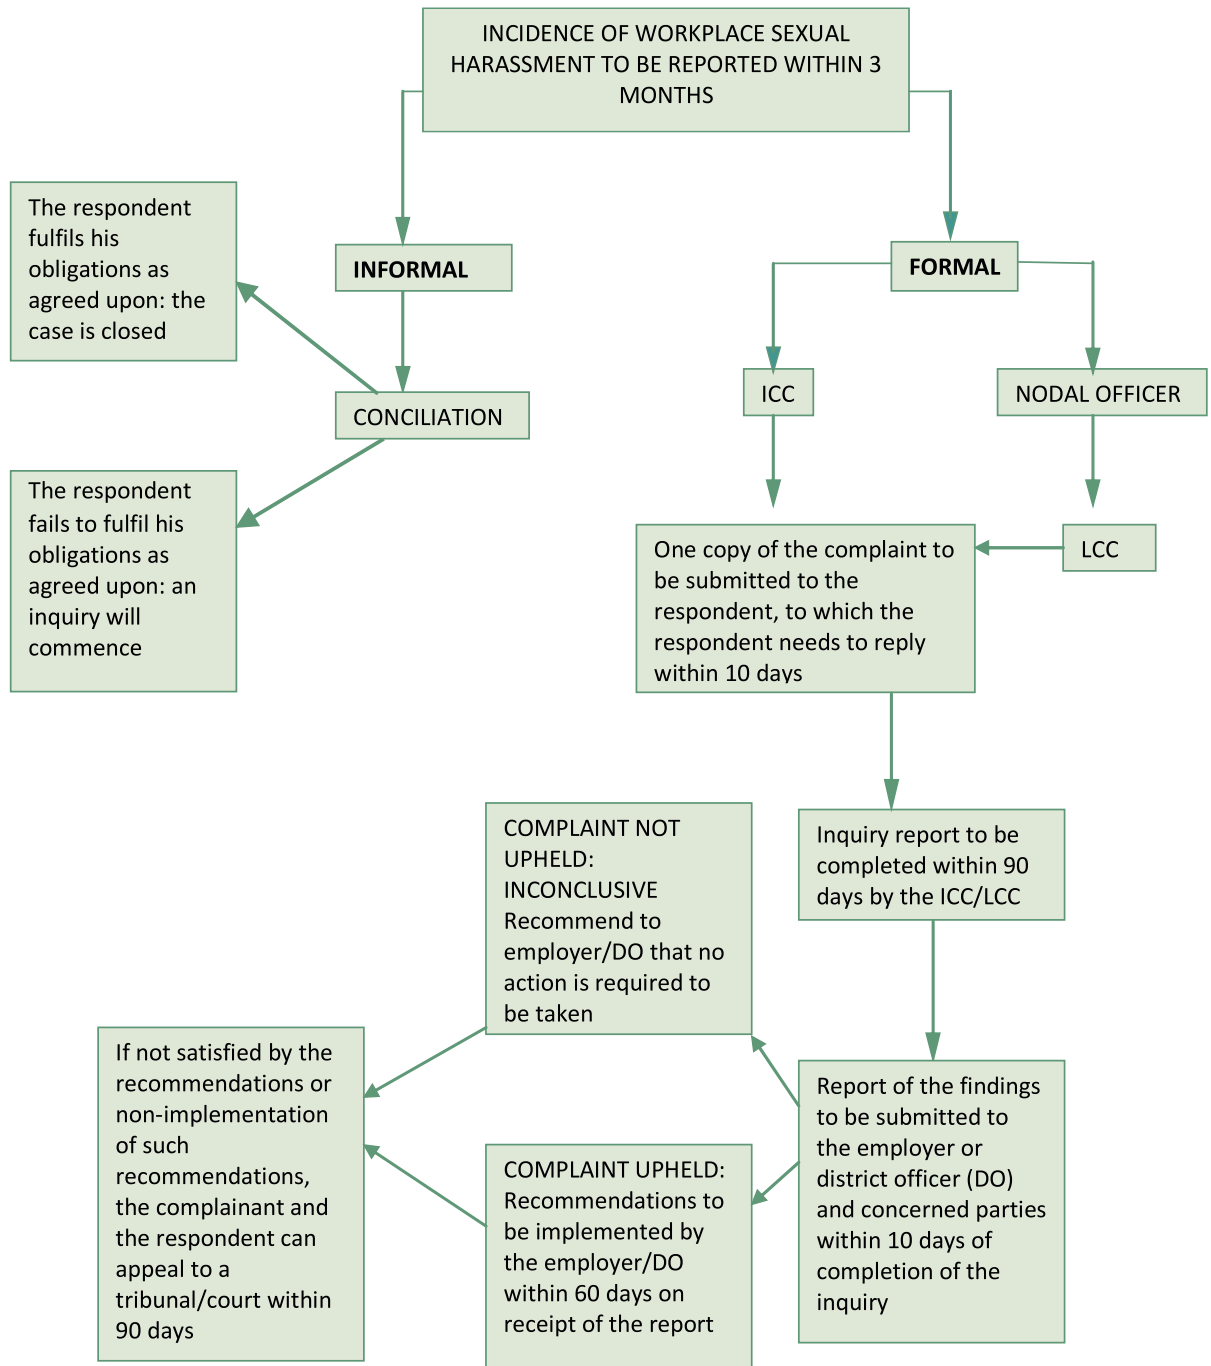 INCIDENCE OF WORKPLACE SEXUAL
HARASSMENT TO BE REPORTED WITHIN 3
MONTHS
The respondent
fulfils his
obligations as
agreed upon: the
case is closed
INFORMAL
FORMAL
CONCILIATION
ICC
NODAL OFFICER
The respondent
fails to fulfil his
obligations as
agreed upon: an
inquiry will
commence
One copy of the complaint to
be submitted to the
respondent, to which the
respondent needs to reply
within 10 days
LCC
Inquiry report to be
completed within 90
days by the ICC/LCC
COMPLAINT NOT
UPHELD:
INCONCLUSIVE
Recommend to
employer/DO that no
action is required to
be taken
Report of the findings
to be submitted to
the employer or
district officer (DO)
and concerned parties
within 10 days of
completion of the
inquiry
COMPLAINT UPHELD:
Recommendations to
be implemented by
the employer/DO
within 60 days on
receipt of the report
If not satisfied by the
recommendations or
non-implementation
of such
recommendations,
the complainant and
the respondent can
appeal to a
tribunal/court within
90 days